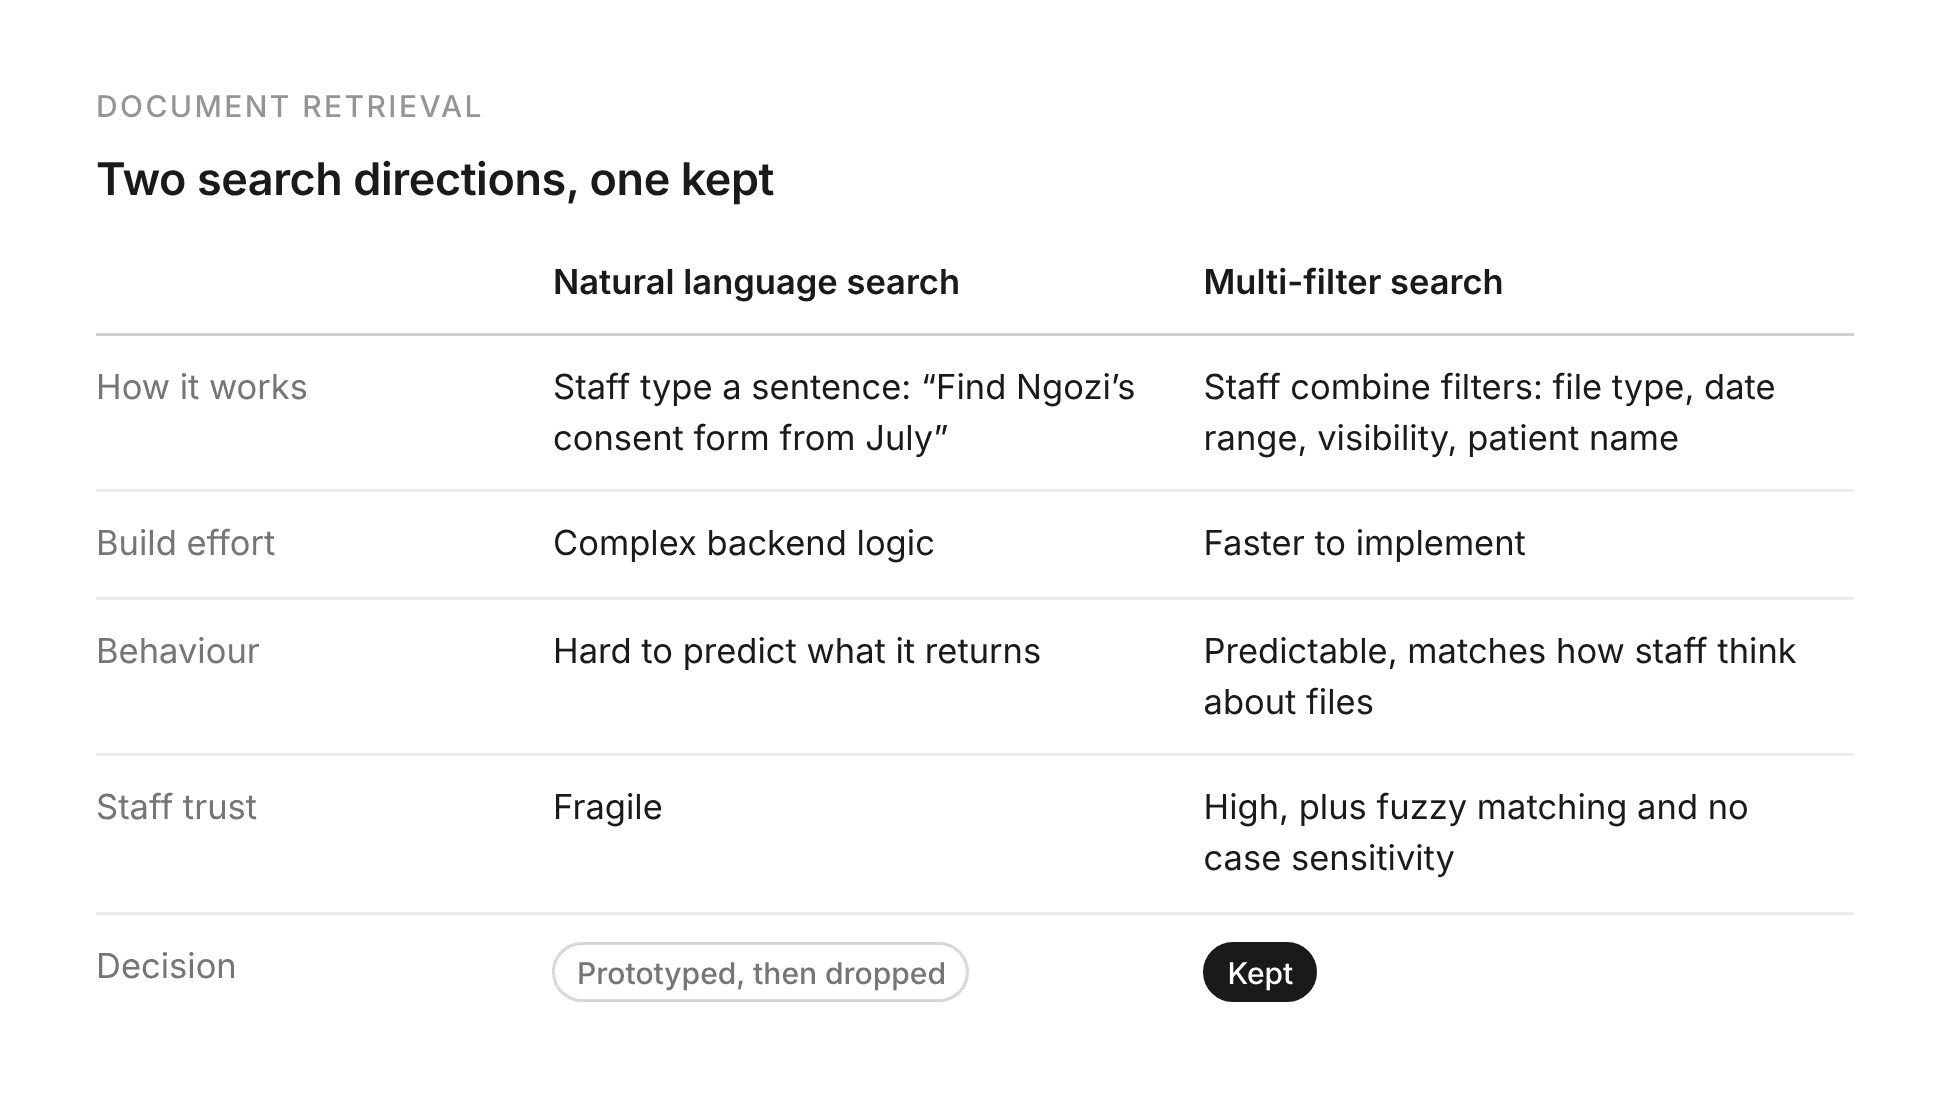 DOCUMENT RETRIEVAL
Two search directions, one kept
Natural language search
Multi-filter search
How it works
Staff type a sentence: “Find Ngozi’s
consent form from July”
Staff combine filters: file type, date
range, visibility, patient name
Build effort
Complex backend logic
Faster to implement
Behaviour
Hard to predict what it returns
Predictable, matches how staff think
about files
Staff trust
Fragile
High, plus fuzzy matching and no
case sensitivity
Decision
Prototyped, then dropped
Kept